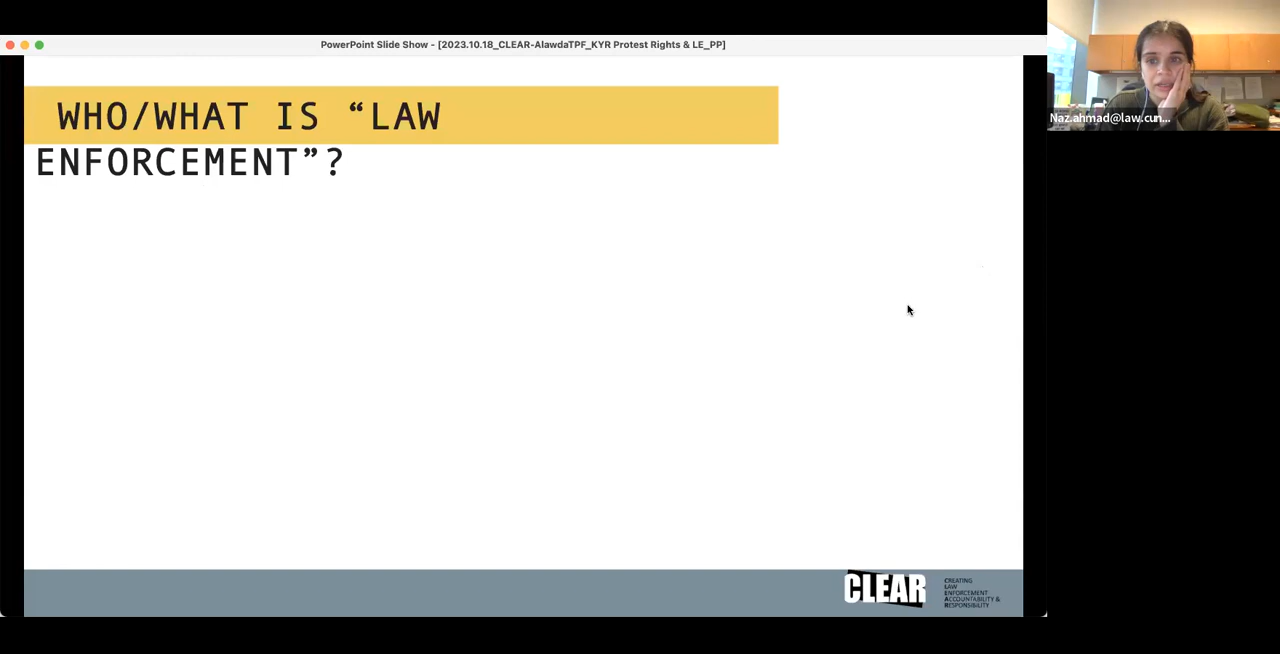 PowerPoint Slide Show - [2023.10.18_CLEAR-AlawdaTPF_KYR Protest Rights & LE_PP]
WHO/WHAT IS “LAW
ENFORCEMENT”?
Naz.ahmad@law.cun...
CLEAR
CREATING
LAW
ENFORCEMENT
ACCOUNTABILITY &
RESPONSIBILITY